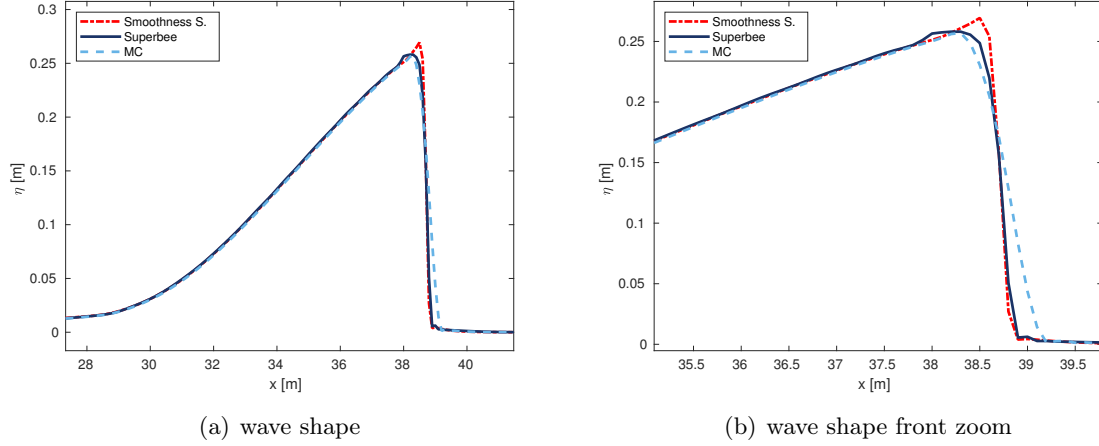 0.3
0.25
0.2
0.15
0.1
0.05
0
η [m]
Smoothness S.
Superbee
MC
28 30 32 34 36 38 40
x [m]
(a) wave shape
0.25
0.2
0.15
0.1
0.05
0
η [m]
Smoothness S.
Superbee
MC
35.5 36 36.5 37 37.5 38 38.5 39 39.5
x [m]
(b) wave shape front zoom